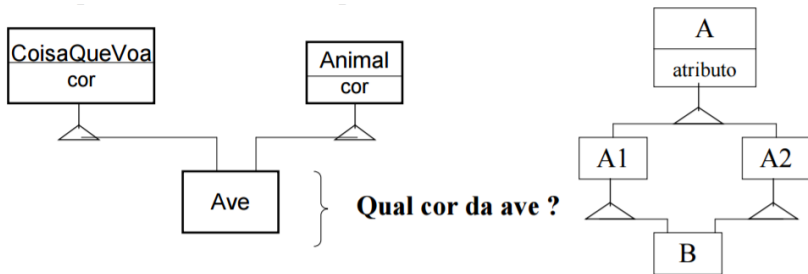 CoisaQueVoa
cor
Animal
cor
Ave
Qual cor da ave ?
A
atributo
A1
A2
B